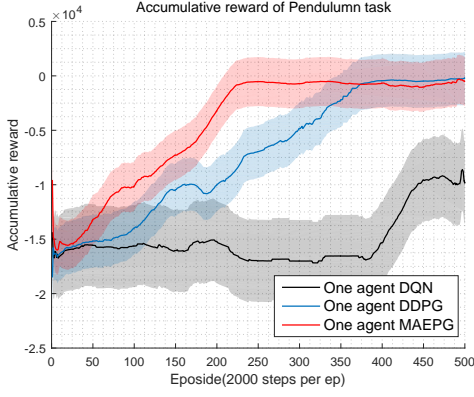 Accumulative reward of Pendulumn task
×10⁴
0.5
0
-0.5
-1
-1.5
-2
-2.5
Accumulative reward
0 50 100 150 200 250 300 350 400 450 500
Eposide(2000 steps per ep)
One agent DQN
One agent DDPG
One agent MAEPG